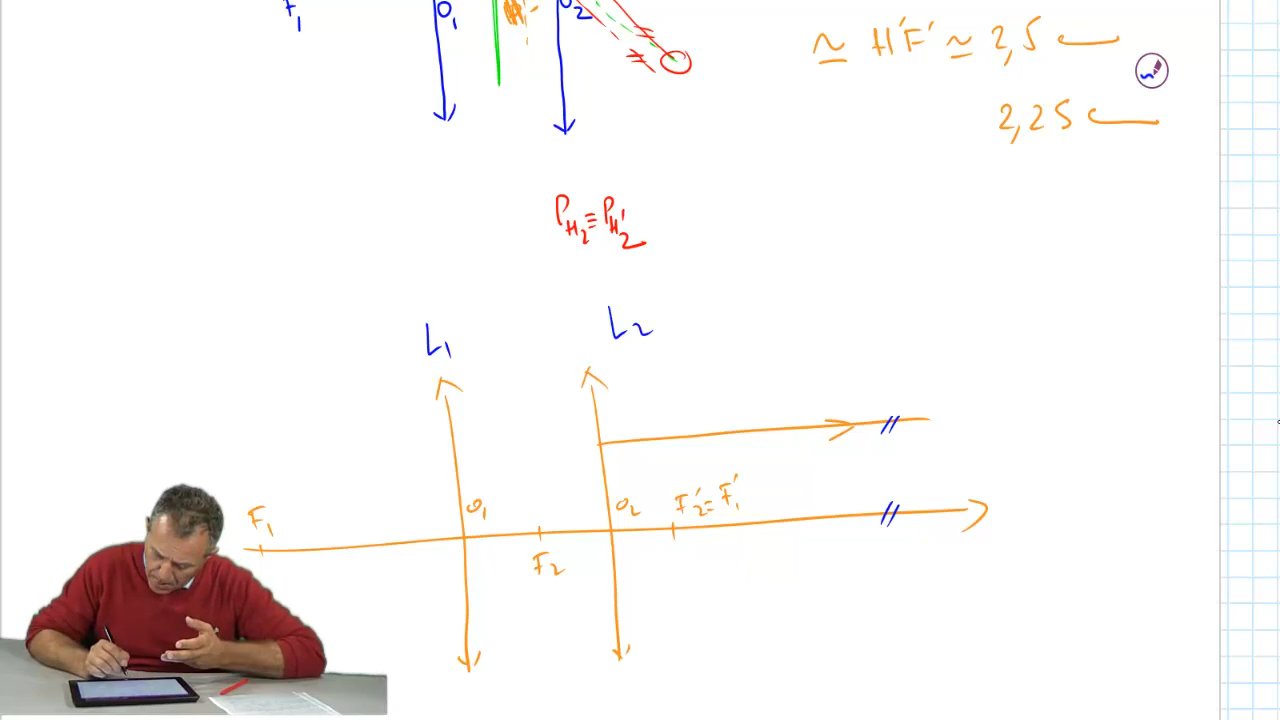 F₁ O₁ H' O₂
≃ H'F' ≃ 2,5
2,25
P_H₂ ≡ P_H'₂
L₁ L₂
F₁ O₁ O₂ F'₂ = F'₁
F₂